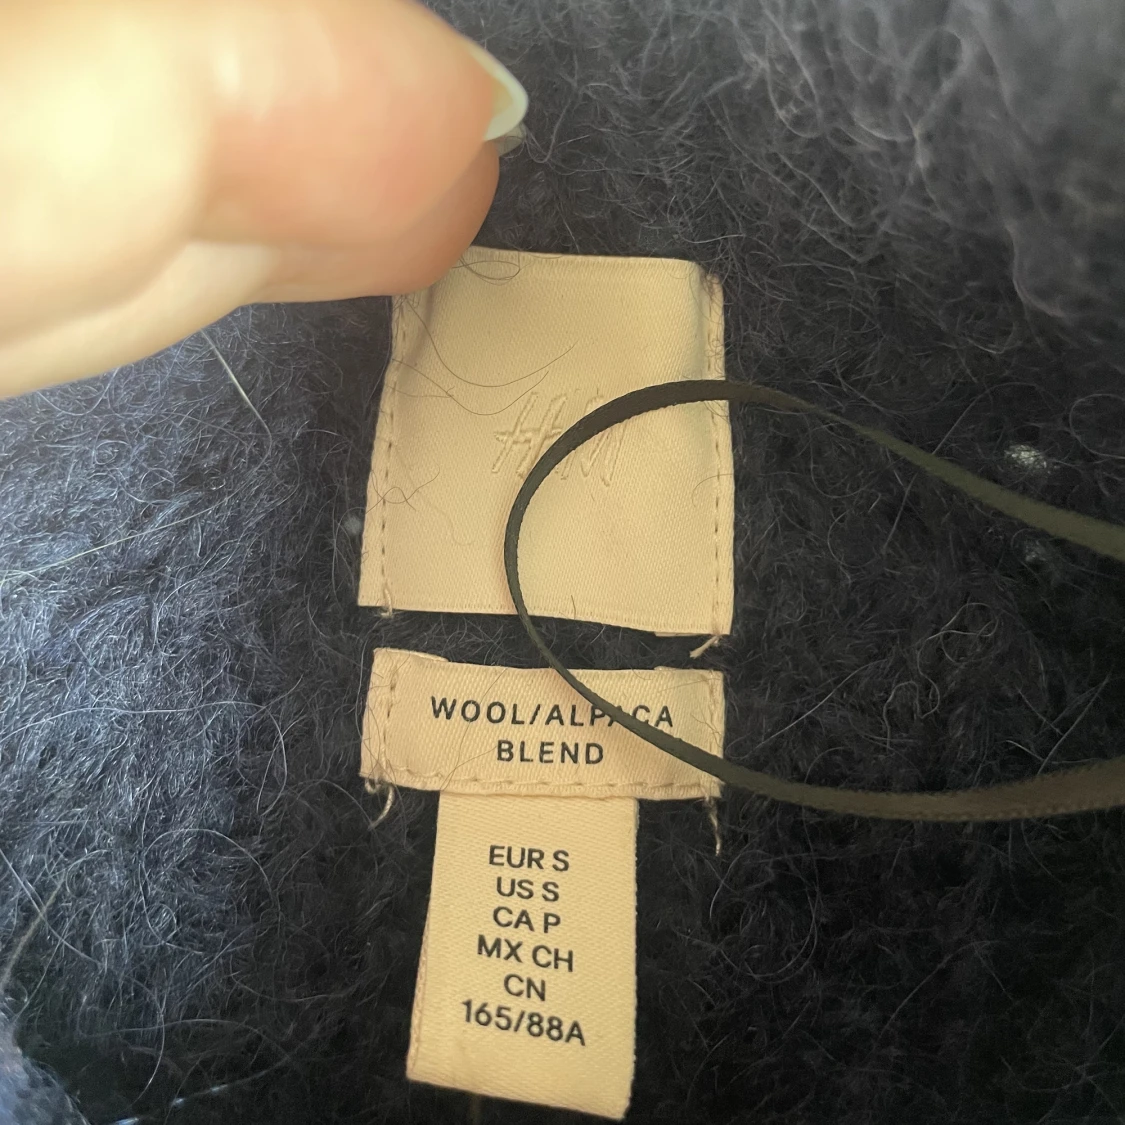 H&M
WOOL/ALPACA
BLEND
EUR S
US S
CA P
MX CH
CN
165/88A